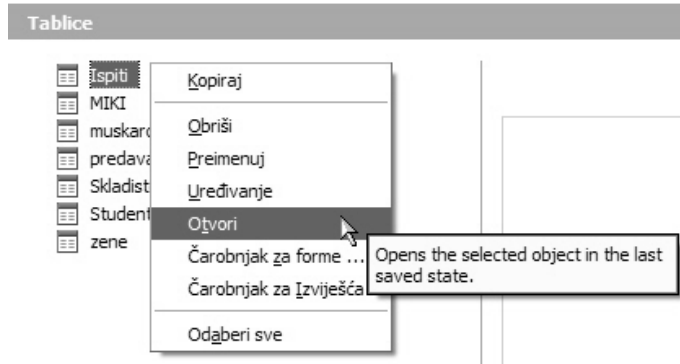 Tablice
Ispiti
MIKI
muskarc
predava
Skladist
Student
zene
Kopiraj
Obriši
Preimenuj
Uređivanje
Otvori
Čarobnjak za forme ...
Čarobnjak za Izviješća
Odaberi sve
Opens the selected object in the last
saved state.